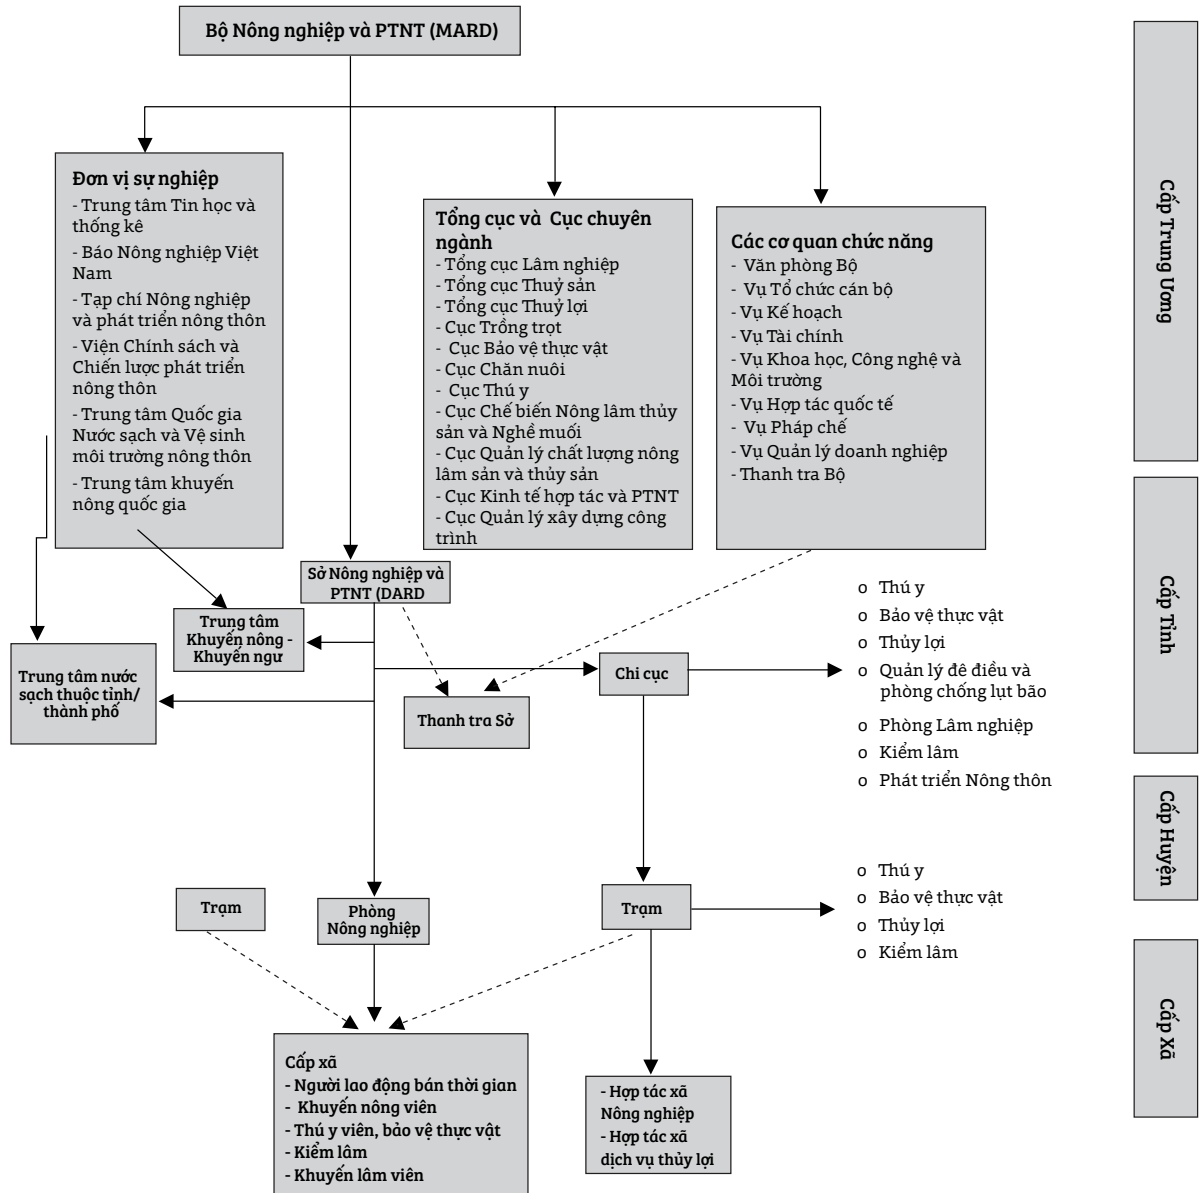 Bộ Nông nghiệp và PTNT (MARD)
Đơn vị sự nghiệp
- Trung tâm Tin học và
thống kê
- Báo Nông nghiệp Việt
Nam
- Tạp chí Nông nghiệp
và phát triển nông thôn
- Viện Chính sách và
Chiến lược phát triển
nông thôn
- Trung tâm Quốc gia
Nước sạch và Vệ sinh
môi trường nông thôn
- Trung tâm khuyến
nông quốc gia
Tổng cục và Cục chuyên
ngành
- Tổng cục Lâm nghiệp
- Tổng cục Thuỷ sản
- Tổng cục Thuỷ lợi
- Cục Trồng trọt
- Cục Bảo vệ thực vật
- Cục Chăn nuôi
- Cục Thú y
- Cục Chế biến Nông lâm thủy
sản và Nghề muối
- Cục Quản lý chất lượng nông
lâm sản và thủy sản
- Cục Kinh tế hợp tác và PTNT
- Cục Quản lý xây dựng công
trình
Các cơ quan chức năng
- Văn phòng Bộ
- Vụ Tổ chức cán bộ
- Vụ Kế hoạch
- Vụ Tài chính
- Vụ Khoa học, Công nghệ và
Môi trường
- Vụ Hợp tác quốc tế
- Vụ Pháp chế
- Vụ Quản lý doanh nghiệp
- Thanh tra Bộ
Cấp Trung Ương
Sở Nông nghiệp và
PTNT (DARD
Trung tâm
Khuyến nông -
Khuyến ngư
Trung tâm nước
sạch thuộc tỉnh/
thành phố
Thanh tra Sở
Chi cục
o Thú y
o Bảo vệ thực vật
o Thủy lợi
o Quản lý đê điều và
phòng chống lụt bão
o Phòng Lâm nghiệp
o Kiểm lâm
o Phát triển Nông thôn
Cấp Tỉnh
Trạm
Phòng
Nông nghiệp
Trạm
o Thú y
o Bảo vệ thực vật
o Thủy lợi
o Kiểm lâm
Cấp Huyện
Cấp xã
- Người lao động bán thời gian
- Khuyến nông viên
- Thú y viên, bảo vệ thực vật
- Kiểm lâm
- Khuyến lâm viên
- Hợp tác xã
Nông nghiệp
- Hợp tác xã
dịch vụ thủy lợi
Cấp Xã